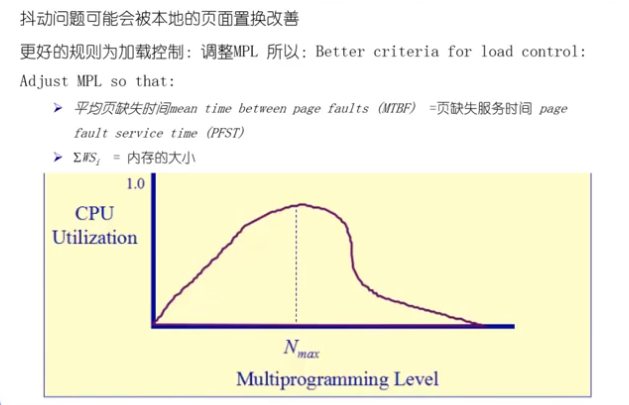 抖动问题可能会被本地的页面置换改善
更好的规则为加载控制: 调整MPL 所以: Better criteria for load control:
Adjust MPL so that:
➢ 平均页缺失时间mean time between page faults (MTBF) =页缺失服务时间 page
fault service time (PFST)
➢ ΣWSᵢ = 内存的大小
1.0
CPU
Utilization
Nmax
Multiprogramming Level